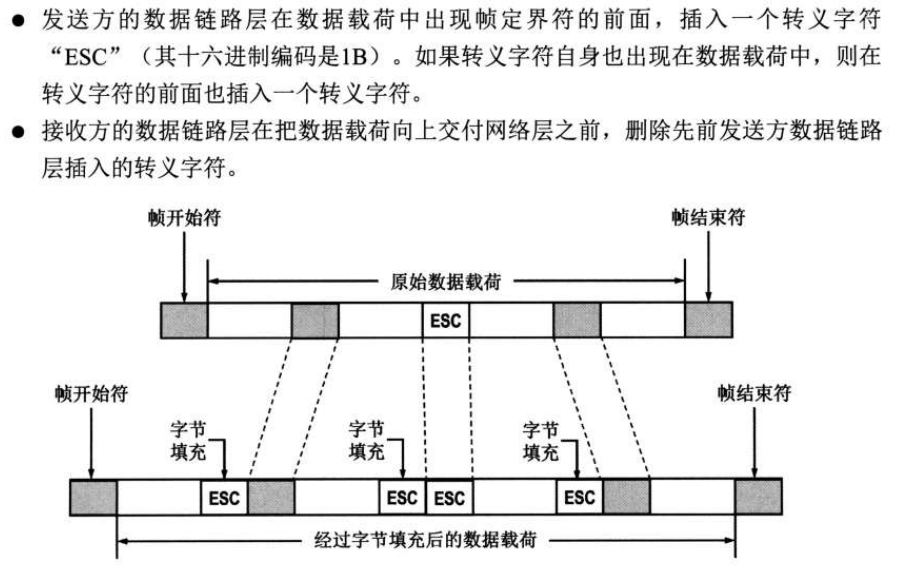 ● 发送方的数据链路层在数据载荷中出现帧定界符的前面，插入一个转义字符
“ESC”（其十六进制编码是1B）。如果转义字符自身也出现在数据载荷中，则在
转义字符的前面也插入一个转义字符。
● 接收方的数据链路层在把数据载荷向上交付网络层之前，删除先前发送方数据链路
层插入的转义字符。
帧开始符 帧结束符
原始数据载荷
ESC
帧开始符 帧结束符
字节 字节 字节
填充 填充 填充
ESC ESC ESC ESC
经过字节填充后的数据载荷